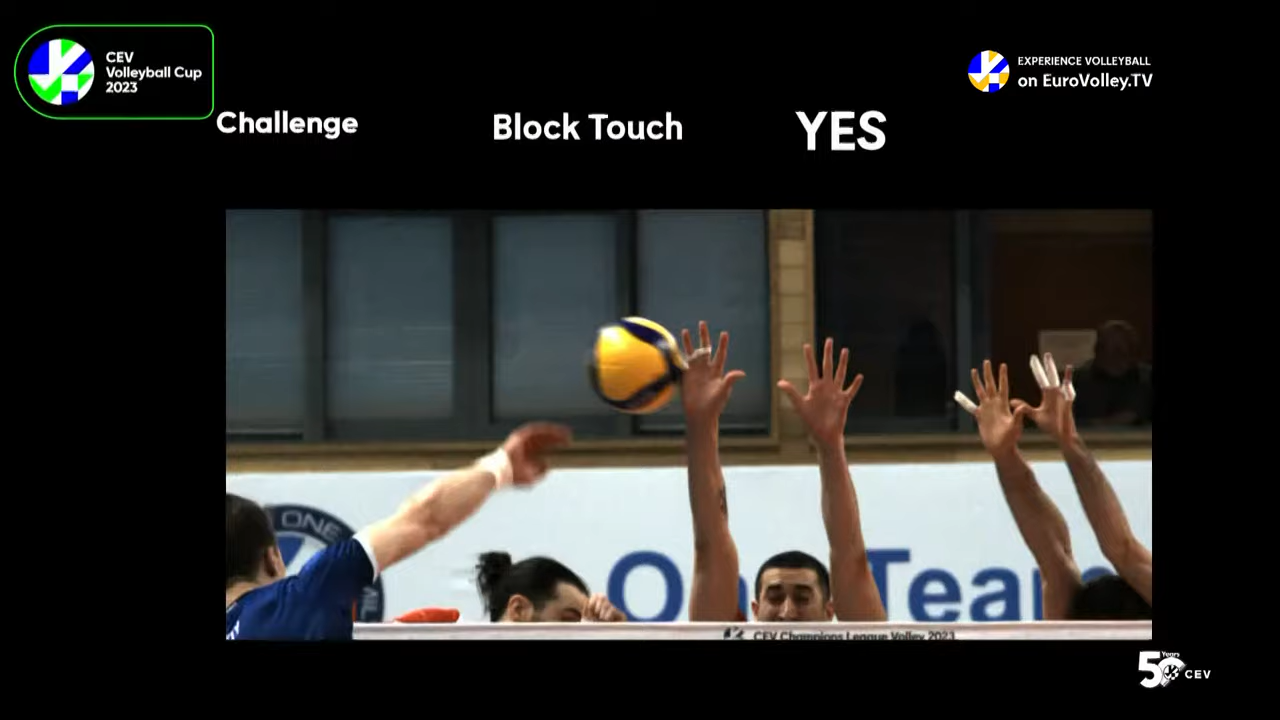 CEV
Volleyball Cup
2023
EXPERIENCE VOLLEYBALL
on EuroVolley.TV
Challenge
Block Touch
YES
ONE
Team
CEV Champions League Volley 2023
50 Years
CEV